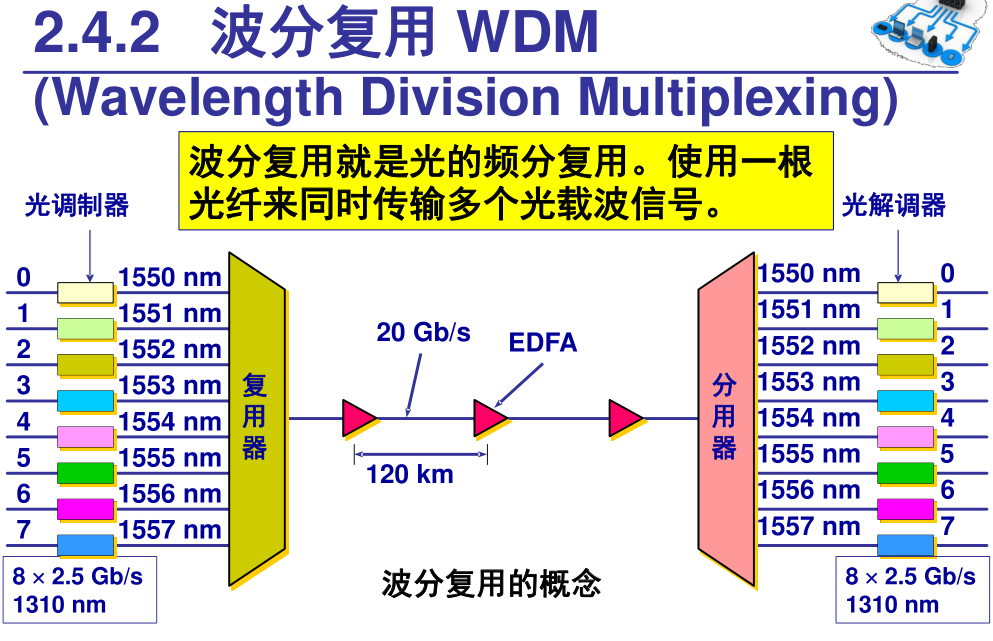 2.4.2 波分复用 WDM
(Wavelength Division Multiplexing)
波分复用就是光的频分复用。使用一根
光纤来同时传输多个光载波信号。
光调制器
光解调器
0
1550 nm
1
1551 nm
2
1552 nm
3
1553 nm
4
1554 nm
5
1555 nm
6
1556 nm
7
1557 nm
8 × 2.5 Gb/s
1310 nm
复
用
器
20 Gb/s
EDFA
120 km
分
用
器
1550 nm
0
1551 nm
1
1552 nm
2
1553 nm
3
1554 nm
4
1555 nm
5
1556 nm
6
1557 nm
7
8 × 2.5 Gb/s
1310 nm
波分复用的概念